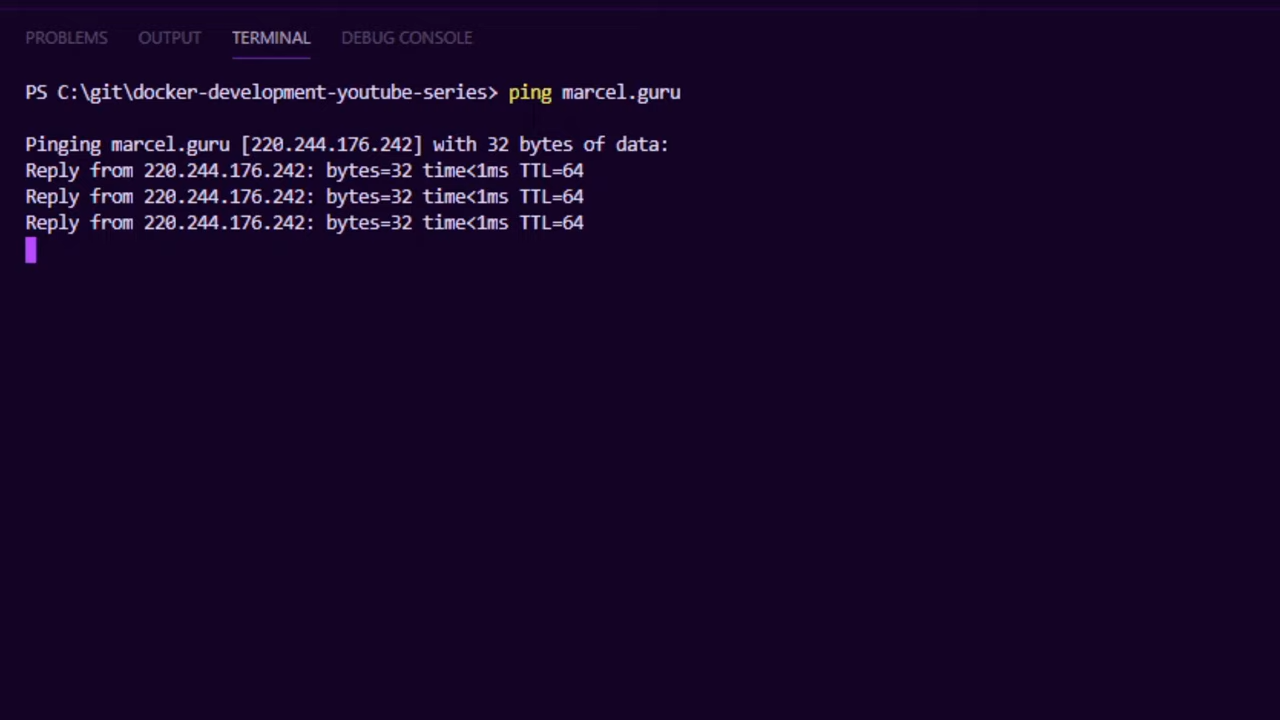 PROBLEMS OUTPUT TERMINAL DEBUG CONSOLE
PS C:\git\docker-development-youtube-series> ping marcel.guru
Pinging marcel.guru [220.244.176.242] with 32 bytes of data:
Reply from 220.244.176.242: bytes=32 time<1ms TTL=64
Reply from 220.244.176.242: bytes=32 time<1ms TTL=64
Reply from 220.244.176.242: bytes=32 time<1ms TTL=64